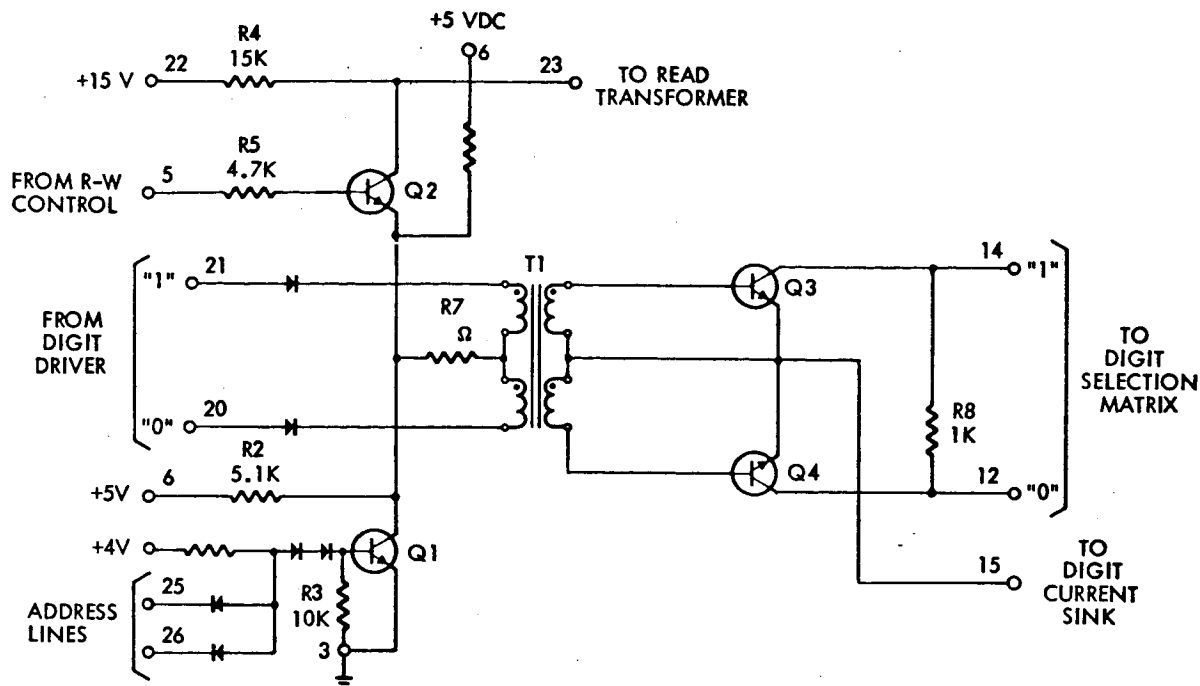 +5 VDC
6
R4
15K
+15 V
22
23
TO READ
TRANSFORMER
R5
4.7K
FROM R-W
CONTROL
5
Q2
"1"
21
T1
Q3
14
"1"
R7
Ω
FROM
DIGIT
DRIVER
TO
DIGIT
SELECTION
MATRIX
"0"
20
R8
1K
R2
5.1K
+5V
6
Q4
12
"0"
+4V
Q1
ADDRESS
LINES
25
26
R3
10K
3
15
TO
DIGIT
CURRENT
SINK